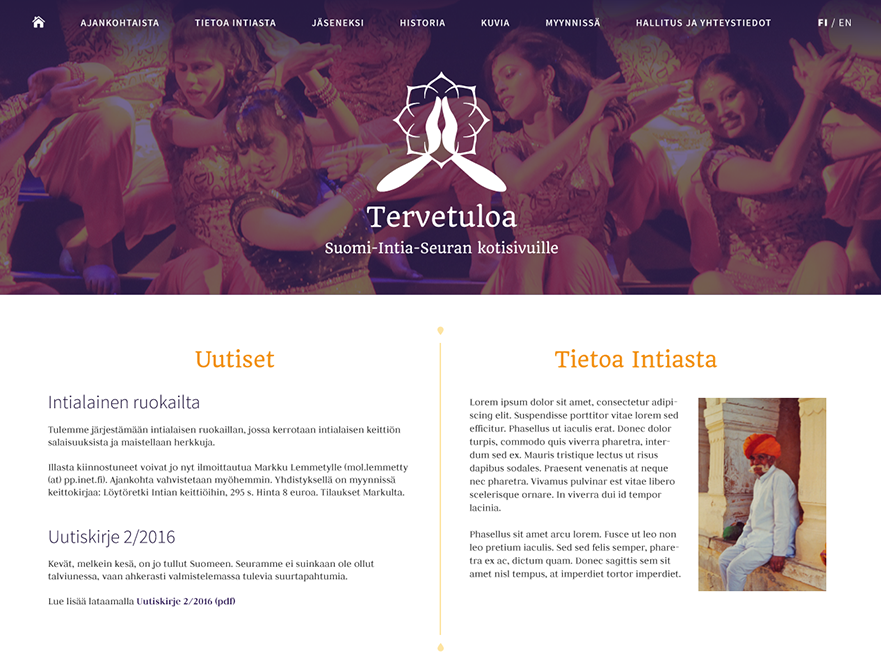 AJANKOHTAISTA TIETOA INTIASTA JÄSENEKSI HISTORIA KUVIA MYYNNISSÄ HALLITUS JA YHTEYSTIEDOT FI / EN
Tervetuloa
Suomi-Intia-Seuran kotisivuille
Uutiset
Intialainen ruokailta
Tulemme järjestämään intialaisen ruokaillan, jossa kerrotaan intialaisen keittiön
salaisuuksista ja maistellaan herkkuja.
Illasta kiinnostuneet voivat jo nyt ilmoittautua Markku Lemmetylle (mol.lemmetty
(at) pp.inet.fi). Ajankohta vahvistetaan myöhemmin. Yhdistyksellä on myynnissä
keittokirjaa: Löytöretki Intian keittiöihin, 295 s. Hinta 8 euroa. Tilaukset Markulta.
Uutiskirje 2/2016
Kevät, melkein kesä, on jo tullut Suomeen. Seuramme ei suinkaan ole ollut
talviunessa, vaan ahkerasti valmistelemassa tulevia suurtapahtumia.
Lue lisää lataamalla Uutiskirje 2/2016 (pdf)
Tietoa Intiasta
Lorem ipsum dolor sit amet, consectetur adipi-
scing elit. Suspendisse porttitor vitae lorem sed
efficitur. Phasellus ut iaculis erat. Donec dolor
turpis, commodo quis viverra pharetra, inter-
dum sed ex. Mauris tristique lectus ut risus
dapibus sodales. Praesent venenatis at neque
nec pharetra. Vivamus pulvinar est vitae libero
scelerisque ornare. In viverra dui id tempor
lacinia.
Phasellus sit amet arcu lorem. Fusce ut leo non
leo pretium iaculis. Sed sed felis semper, phare-
tra ex ac, dictum quam. Donec sagittis sem sit
amet nisl tempus, at imperdiet tortor imperdiet.